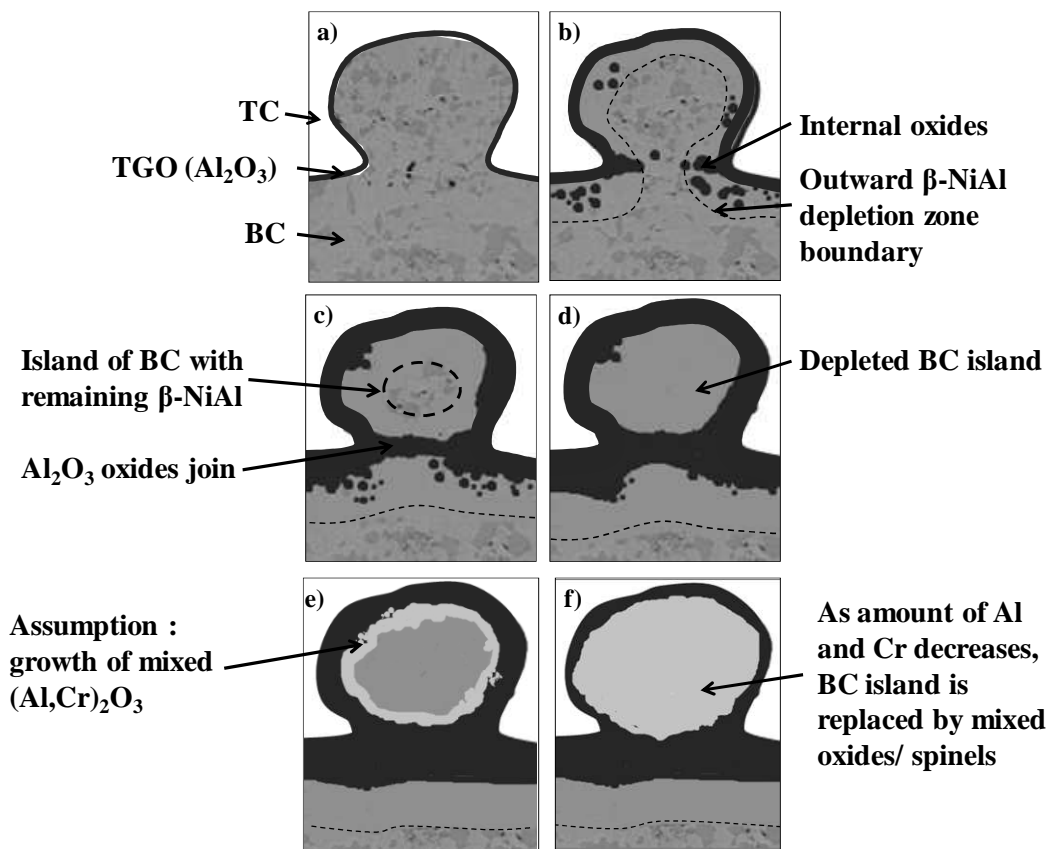 a)
TC
TGO (Al₂O₃)
BC
b)
Internal oxides
Outward β-NiAl
depletion zone
boundary
c)
Island of BC with
remaining β-NiAl
Al₂O₃ oxides join
d)
Depleted BC island
e)
Assumption :
growth of mixed
(Al,Cr)₂O₃
f)
As amount of Al
and Cr decreases,
BC island is
replaced by mixed
oxides/ spinels